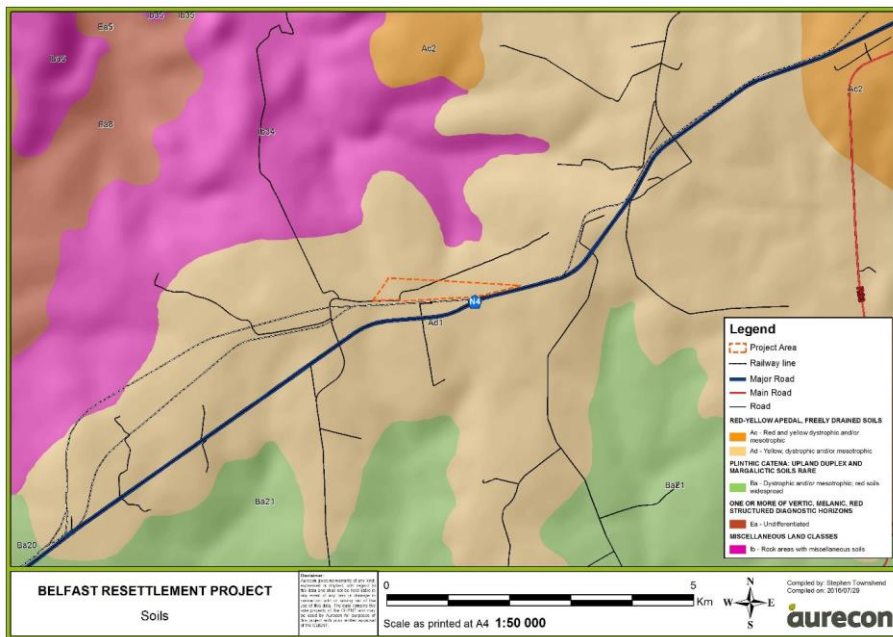 Ea5
Ib35
Ac2
Ac2
Ea8
Ib34
N4
Ad1
Ba21
Ba21
Ba20
Legend
Project Area
Railway line
Major Road
Main Road
Road
RED-YELLOW APEDAL, FREELY DRAINED SOILS
Ac - Red and yellow dystrophic and/or
mesotrophic
Ad - Yellow, dystrophic and/or mesotrophic
PLINTHIC CATENA: UPLAND DUPLEX AND
MARGALITIC SOILS RARE
Ba - Dystrophic and/or mesotrophic; red soils
widespread
ONE OR MORE OF VERTIC, MELANIC, RED
STRUCTURED DIAGNOSTIC HORIZONS
Ea - Undifferentiated
MISCELLANEOUS LAND CLASSES
Ib - Rock areas with miscellaneous soils
BELFAST RESETTLEMENT PROJECT
Soils
Disclaimer:
0
5
Km
Scale as printed at A4 1:50 000
N
W
E
S
Compiled by: Stephen Townshend
Compiled on: 2016/07/29
aurecon